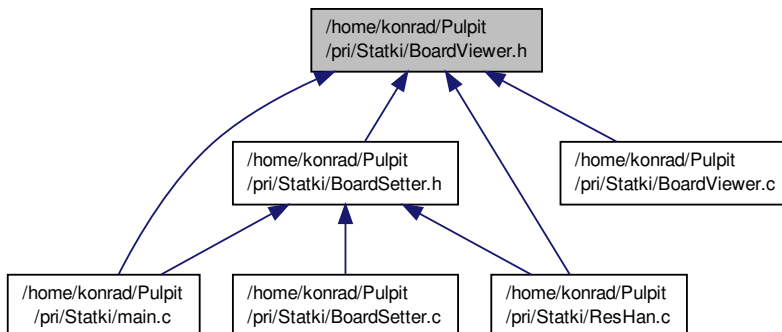 /home/konrad/Pulpit
/pri/Statki/BoardViewer.h
/home/konrad/Pulpit
/pri/Statki/BoardSetter.h
/home/konrad/Pulpit
/pri/Statki/BoardViewer.c
/home/konrad/Pulpit
/pri/Statki/main.c
/home/konrad/Pulpit
/pri/Statki/BoardSetter.c
/home/konrad/Pulpit
/pri/Statki/ResHan.c